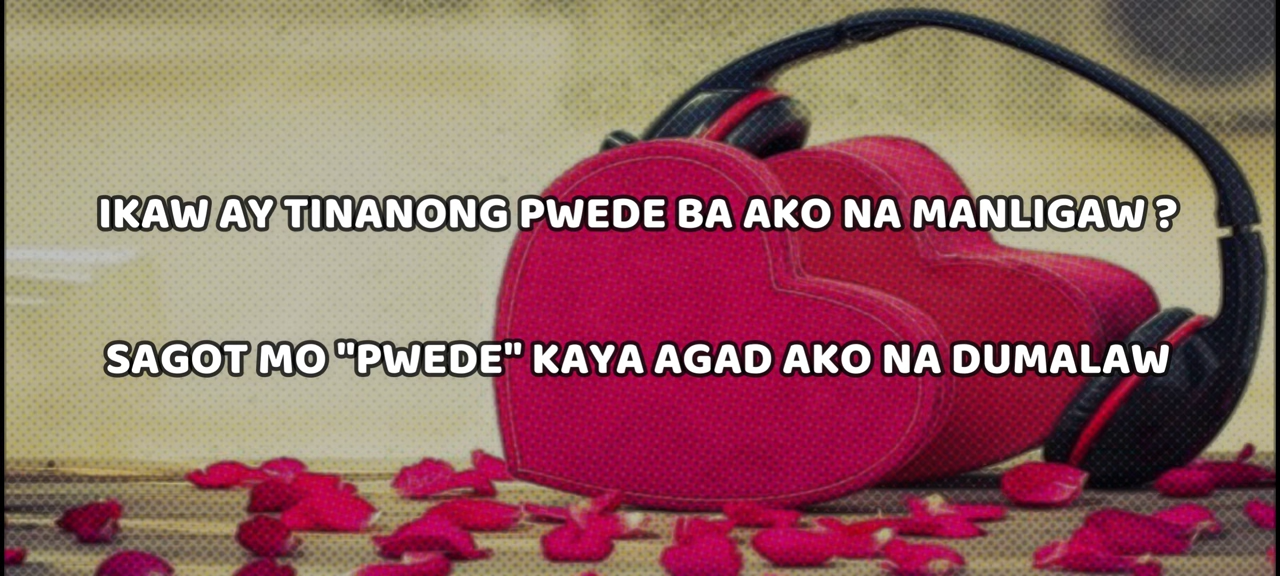 IKAW AY TINANONG PWEDE BA AKO NA MANLIGAW ?
SAGOT MO "PWEDE" KAYA AGAD AKO NA DUMALAW